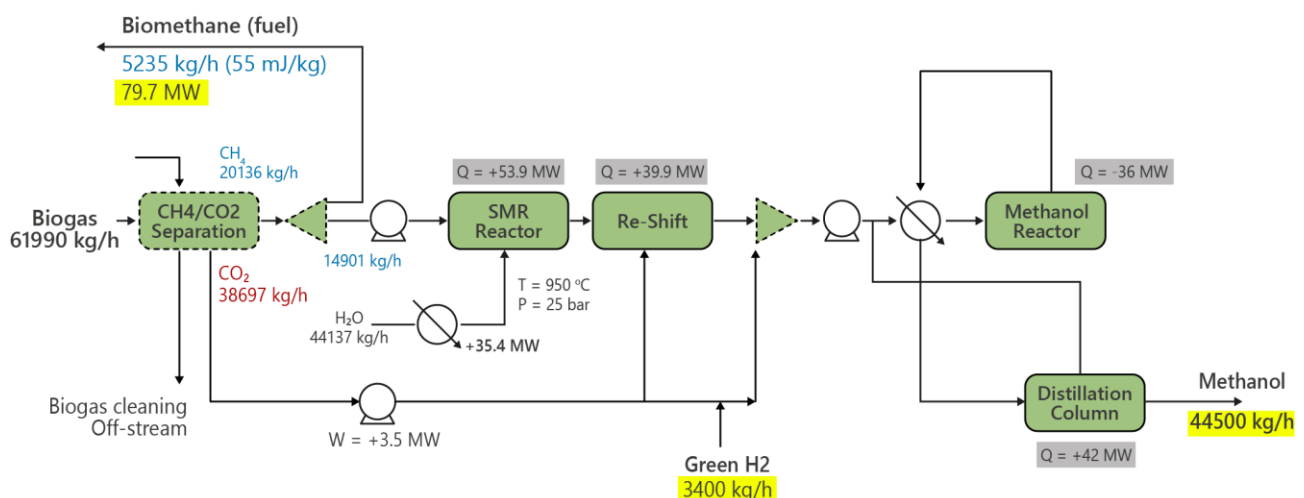 Biomethane (fuel)
5235 kg/h (55 mJ/kg)
79.7 MW
CH₄
20136 kg/h
Q = +53.9 MW
Q = +39.9 MW
Q = -36 MW
Biogas
61990 kg/h
CH4/CO2
Separation
SMR
Reactor
Re-Shift
Methanol
Reactor
14901 kg/h
CO₂
38697 kg/h
T = 950 ºC
P = 25 bar
H₂O
44137 kg/h
+35.4 MW
Biogas cleaning
Off-stream
W = +3.5 MW
Green H2
3400 kg/h
Distillation
Column
Q = +42 MW
Methanol
44500 kg/h